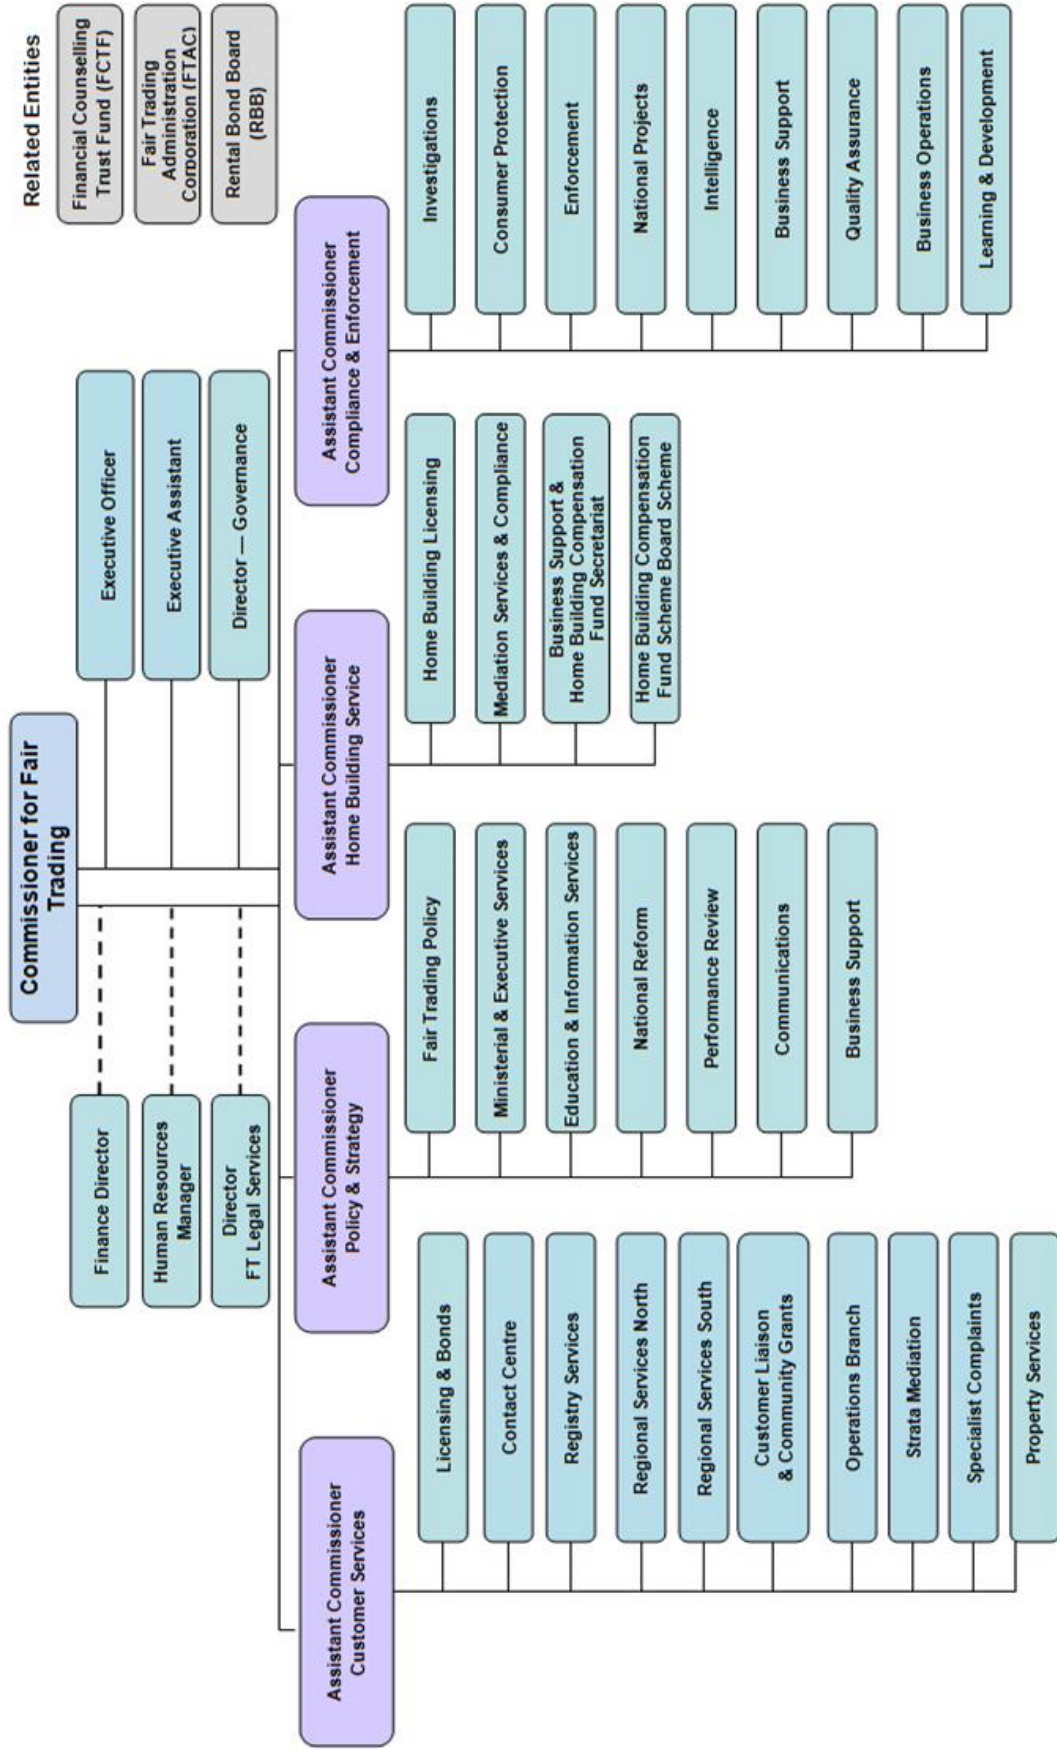 Commissioner for Fair
Trading
Related Entities
Financial Counselling
Trust Fund (FCTF)
Fair Trading
Administration
Corporation (FTAC)
Rental Bond Board
(RBB)
Finance Director
Human Resources
Manager
Director
FT Legal Services
Executive Officer
Executive Assistant
Director — Governance
Assistant Commissioner
Customer Services
Licensing & Bonds
Contact Centre
Registry Services
Regional Services North
Regional Services South
Customer Liaison
& Community Grants
Operations Branch
Strata Mediation
Specialist Complaints
Property Services
Assistant Commissioner
Policy & Strategy
Fair Trading Policy
Ministerial & Executive Services
Education & Information Services
National Reform
Performance Review
Communications
Business Support
Assistant Commissioner
Home Building Service
Home Building Licensing
Mediation Services & Compliance
Business Support &
Home Building Compensation
Fund Secretariat
Home Building Compensation
Fund Scheme Board Scheme
Assistant Commissioner
Compliance & Enforcement
Investigations
Consumer Protection
Enforcement
National Projects
Intelligence
Business Support
Quality Assurance
Business Operations
Learning & Development